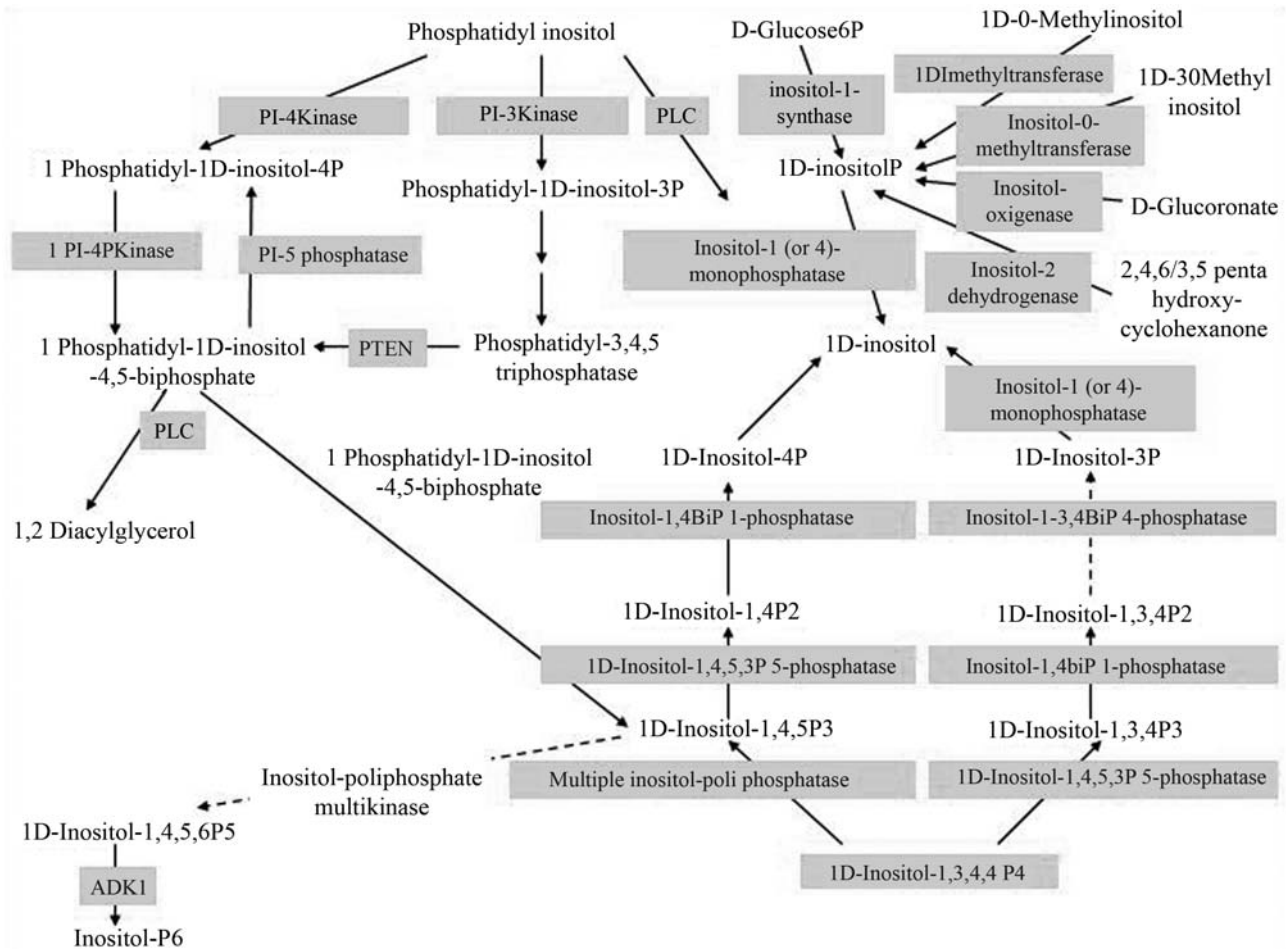 Phosphatidyl inositol
D-Glucose6P
1D-0-Methylinositol
PI-4Kinase
PI-3Kinase
PLC
inositol-1-
synthase
1DImethyltransferase
1D-30Methyl
inositol
Inositol-0-
methyltransferase
1 Phosphatidyl-1D-inositol-4P
Phosphatidyl-1D-inositol-3P
1D-inositolP
Inositol-
oxigenase
D-Glucoronate
1 PI-4PKinase
PI-5 phosphatase
Inositol-1 (or 4)-
monophosphatase
Inositol-2
dehydrogenase
2,4,6/3,5 penta
hydroxy-
cyclohexanone
1 Phosphatidyl-1D-inositol
-4,5-biphosphate
PTEN
Phosphatidyl-3,4,5
triphosphatase
1D-inositol
Inositol-1 (or 4)-
monophosphatase
PLC
1 Phosphatidyl-1D-inositol
-4,5-biphosphate
1D-Inositol-4P
1D-Inositol-3P
1,2 Diacylglycerol
Inositol-1,4BiP 1-phosphatase
Inositol-1-3,4BiP 4-phosphatase
1D-Inositol-1,4P2
1D-Inositol-1,3,4P2
1D-Inositol-1,4,5,3P 5-phosphatase
Inositol-1,4biP 1-phosphatase
1D-Inositol-1,4,5P3
1D-Inositol-1,3,4P3
Inositol-poliphosphate
multikinase
Multiple inositol-poli phosphatase
1D-Inositol-1,4,5,3P 5-phosphatase
1D-Inositol-1,4,5,6P5
ADK1
1D-Inositol-1,3,4,4 P4
Inositol-P6